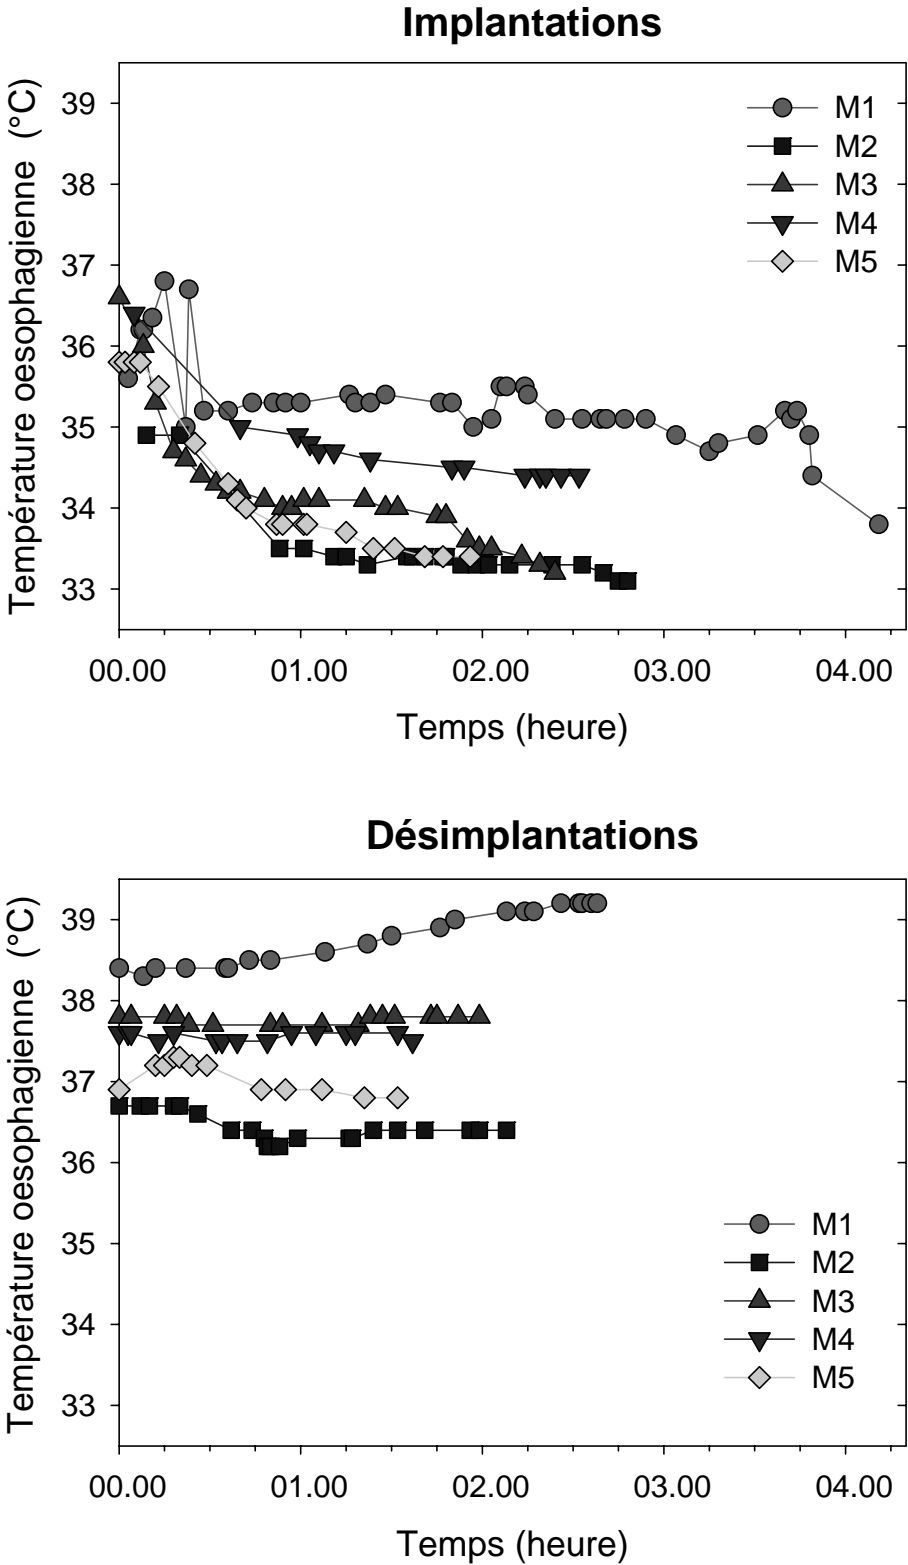 Implantations
Température oesophagienne (°C)
39
38
37
36
35
34
33
M1
M2
M3
M4
M5
00.00 01.00 02.00 03.00 04.00
Temps (heure)
Désimplantations
Température oesophagienne (°C)
39
38
37
36
35
34
33
M1
M2
M3
M4
M5
00.00 01.00 02.00 03.00 04.00
Temps (heure)